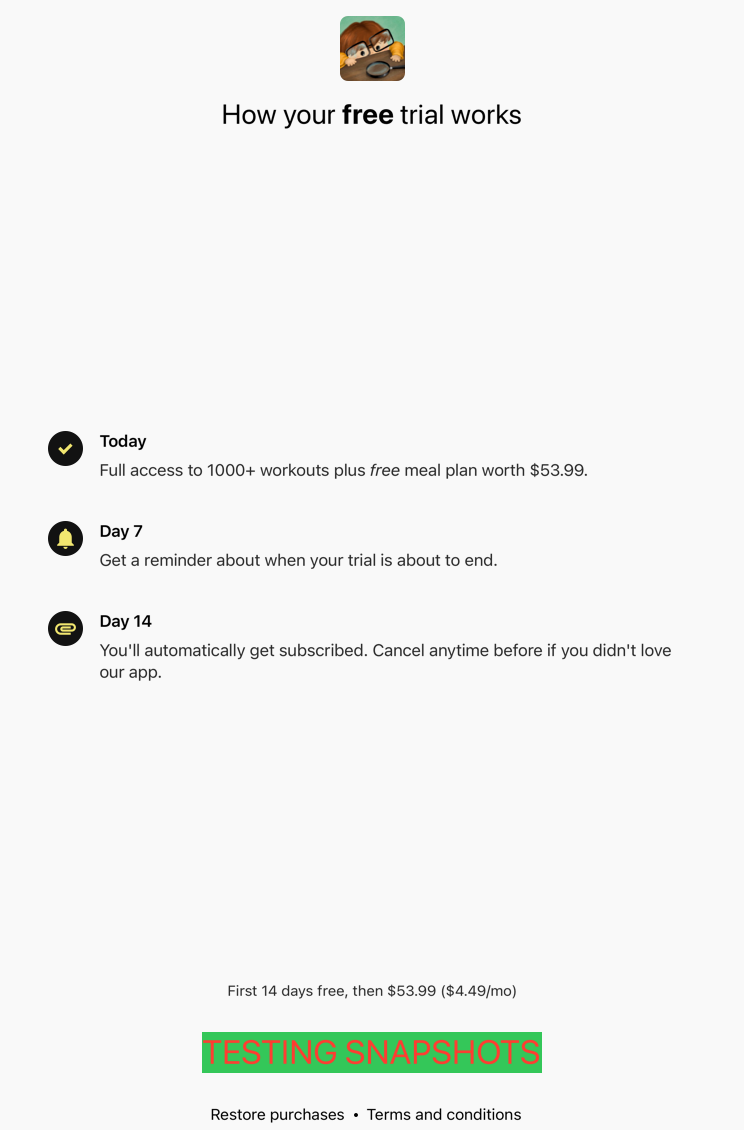 How your free trial works
Today
Full access to 1000+ workouts plus free meal plan worth $53.99.
Day 7
Get a reminder about when your trial is about to end.
Day 14
You'll automatically get subscribed. Cancel anytime before if you didn't love
our app.
First 14 days free, then $53.99 ($4.49/mo)
TESTING SNAPSHOTS
Restore purchases • Terms and conditions